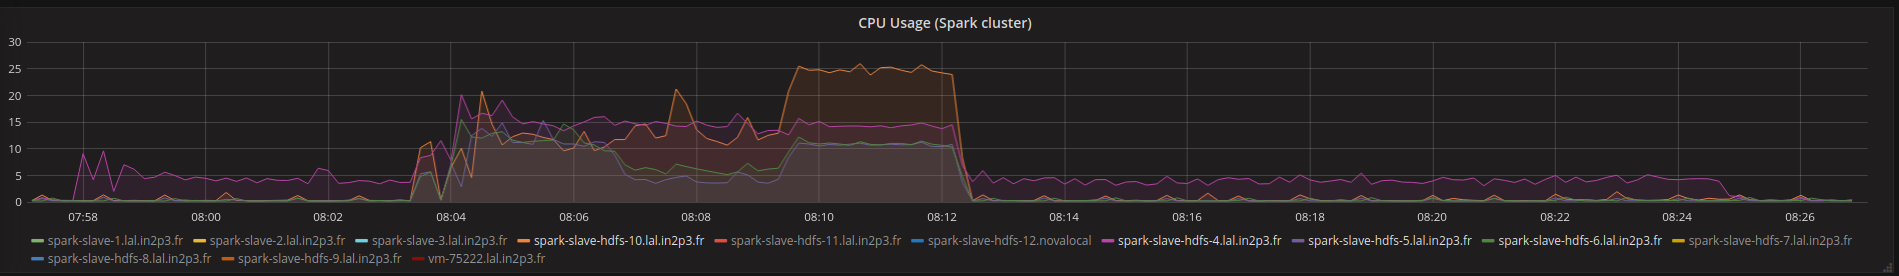 CPU Usage (Spark cluster)
30
25
20
15
10
5
0
07:58 08:00 08:02 08:04 08:06 08:08 08:10 08:12 08:14 08:16 08:18 08:20 08:22 08:24 08:26
spark-slave-1.lal.in2p3.fr spark-slave-2.lal.in2p3.fr spark-slave-3.lal.in2p3.fr spark-slave-hdfs-10.lal.in2p3.fr spark-slave-hdfs-11.lal.in2p3.fr spark-slave-hdfs-12.novalocal spark-slave-hdfs-4.lal.in2p3.fr spark-slave-hdfs-5.lal.in2p3.fr spark-slave-hdfs-6.lal.in2p3.fr spark-slave-hdfs-7.lal.in2p3.fr
spark-slave-hdfs-8.lal.in2p3.fr spark-slave-hdfs-9.lal.in2p3.fr vm-75222.lal.in2p3.fr